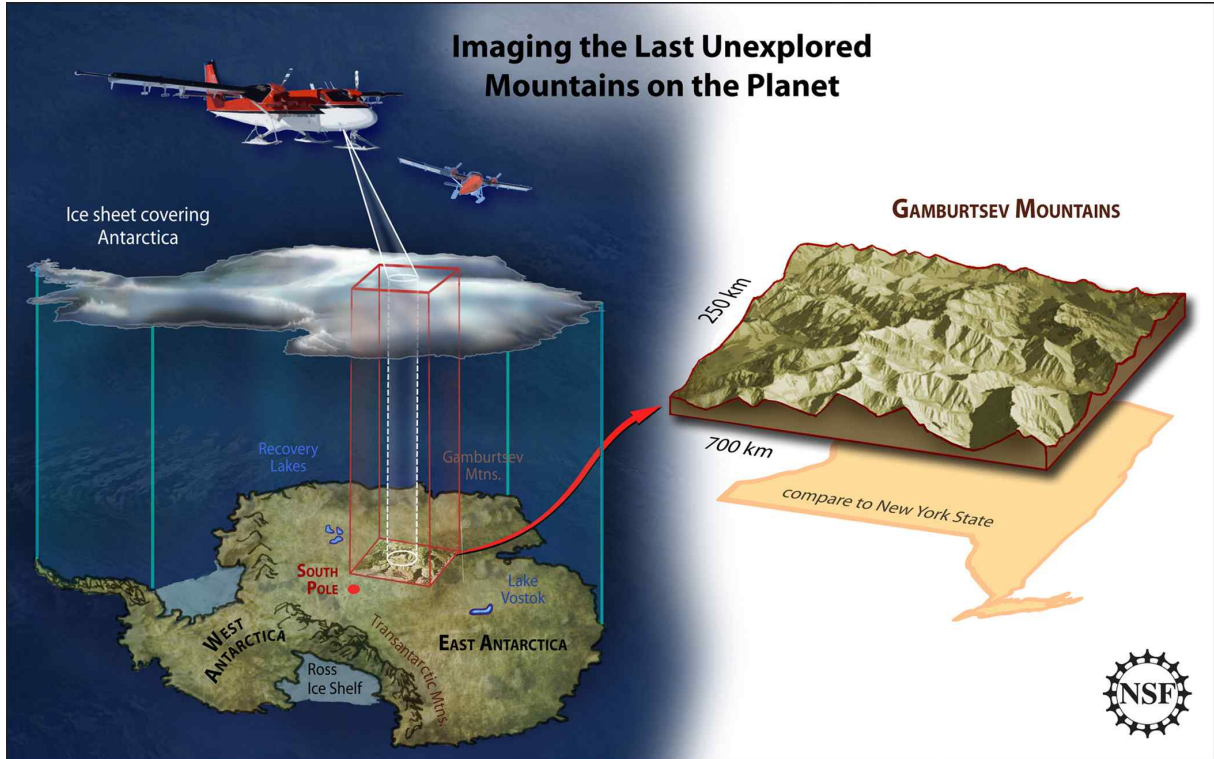 Imaging the Last Unexplored
Mountains on the Planet
Ice sheet covering
Antarctica
GAMBURTSEV MOUNTAINS
250 km
700 km
compare to New York State
Recovery
Lakes
Gamburtsev
Mtns.
SOUTH
POLE
Lake
Vostok
WEST
ANTARCTICA
EAST ANTARCTICA
Transantarctic Mtns.
Ross
Ice Shelf
NSF